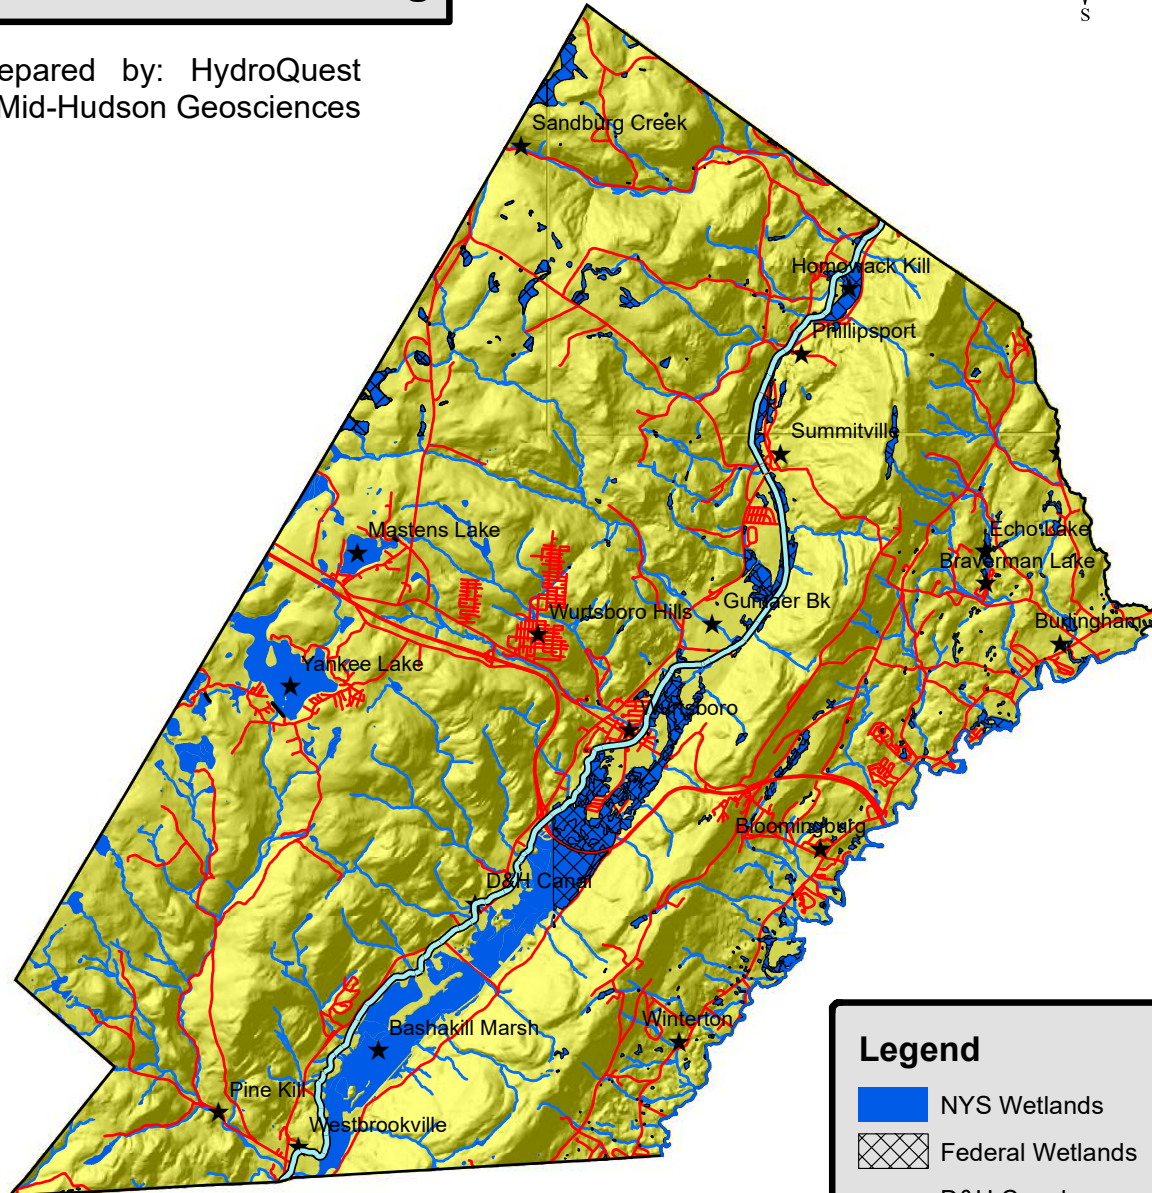 S
epared by: HydroQuest
Mid-Hudson Geosciences
Sandburg Creek
Homowack Kill
Phillipsport
Summitville
Mastens Lake
Echo Lake
Braverman Lake
Wurtsboro Hills
Gumaer Bk
Burlingham
Yankee Lake
Wurtsboro
Bloomingburg
D&H Canal
Winterton
Bashakill Marsh
Pine Kill
Westbrookville
Legend
NYS Wetlands
Federal Wetlands